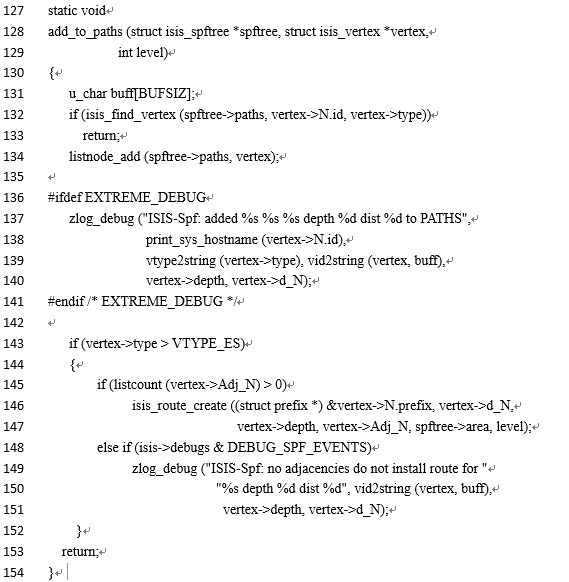 127 static void
128 add_to_paths (struct isis_spftree *spftree, struct isis_vertex *vertex,
129 int level)
130 {
131 u_char buff[BUFSIZ];
132 if (isis_find_vertex (spftree->paths, vertex->N.id, vertex->type))
133 return;
134 listnode_add (spftree->paths, vertex);
135
136 #ifdef EXTREME_DEBUG
137 zlog_debug ("ISIS-Spf: added %s %s %s depth %d dist %d to PATHS",
138 print_sys_hostname (vertex->N.id),
139 vtype2string (vertex->type), vid2string (vertex, buff),
140 vertex->depth, vertex->d_N);
141 #endif /* EXTREME_DEBUG */
142
143 if (vertex->type > VTYPE_ES)
144 {
145 if (listcount (vertex->Adj_N) > 0)
146 isis_route_create ((struct prefix *) &vertex->N.prefix, vertex->d_N,
147 vertex->depth, vertex->Adj_N, spftree->area, level);
148 else if (isis->debugs & DEBUG_SPF_EVENTS)
149 zlog_debug ("ISIS-Spf: no adjacencies do not install route for "
150 "%s depth %d dist %d", vid2string (vertex, buff),
151 vertex->depth, vertex->d_N);
152 }
153 return;
154 }